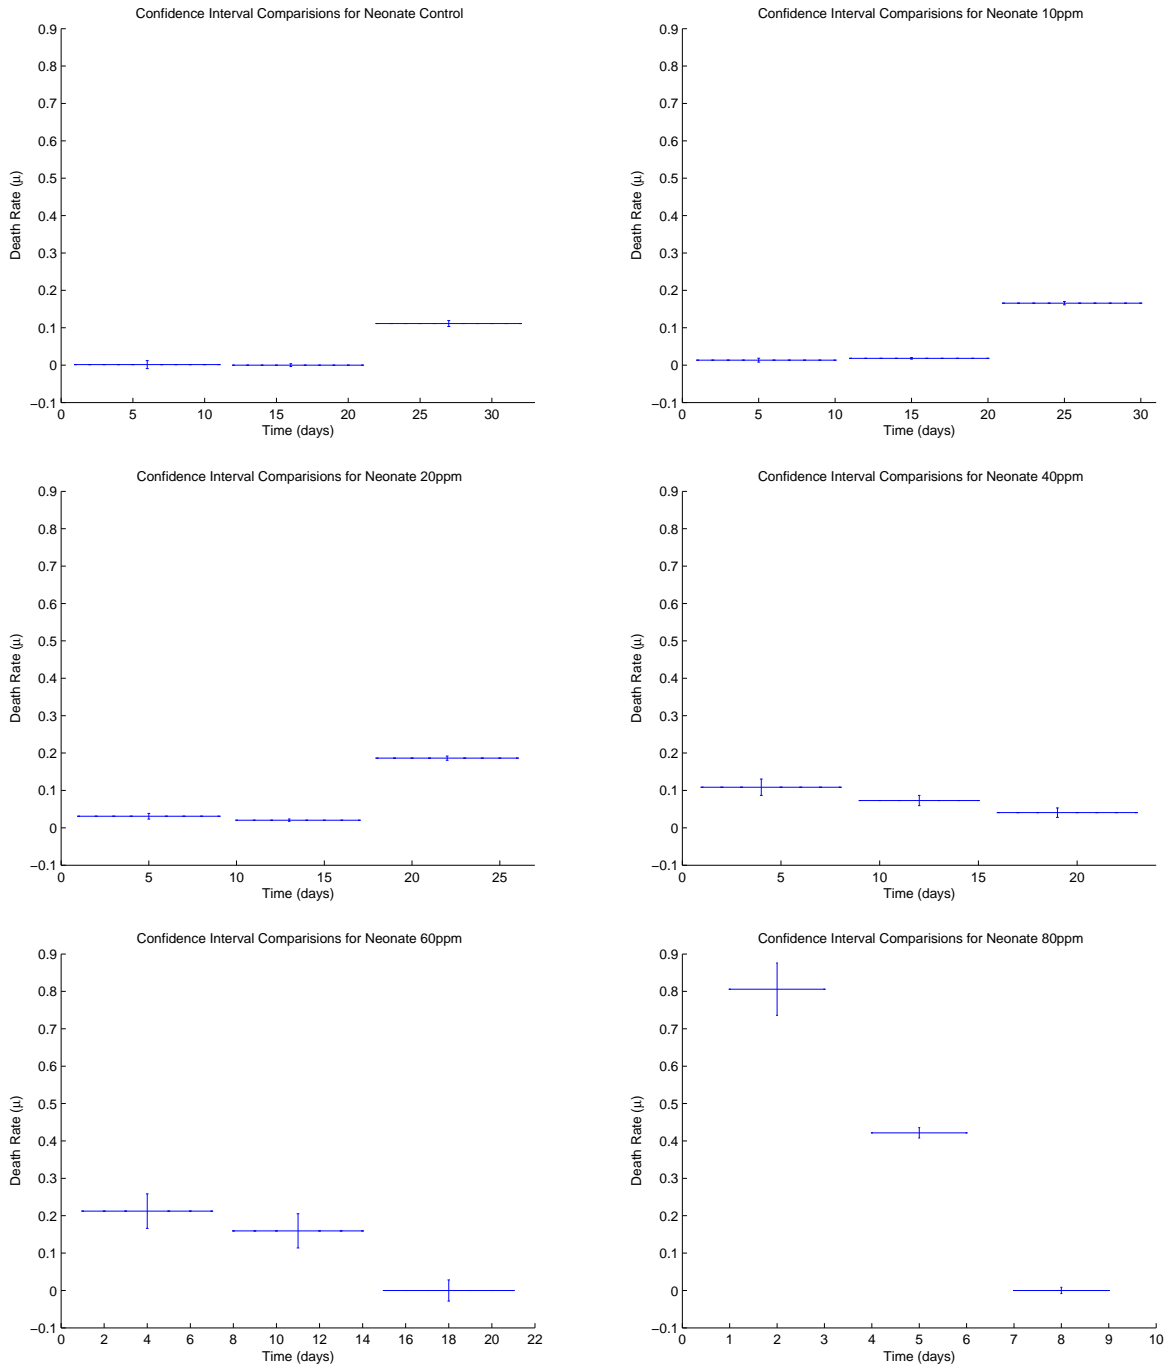 Confidence Interval Comparisions for Neonate Control
0.9
0.8
0.7
0.6
0.5
0.4
0.3
0.2
0.1
0
−0.1
Death Rate (μ)
0 5 10 15 20 25 30
Time (days)
Confidence Interval Comparisions for Neonate 10ppm
0.9
0.8
0.7
0.6
0.5
0.4
0.3
0.2
0.1
0
−0.1
Death Rate (μ)
0 5 10 15 20 25 30
Time (days)
Confidence Interval Comparisions for Neonate 20ppm
0.9
0.8
0.7
0.6
0.5
0.4
0.3
0.2
0.1
0
−0.1
Death Rate (μ)
0 5 10 15 20 25
Time (days)
Confidence Interval Comparisions for Neonate 40ppm
0.9
0.8
0.7
0.6
0.5
0.4
0.3
0.2
0.1
0
−0.1
Death Rate (μ)
0 5 10 15 20
Time (days)
Confidence Interval Comparisions for Neonate 60ppm
0.9
0.8
0.7
0.6
0.5
0.4
0.3
0.2
0.1
0
−0.1
Death Rate (μ)
0 2 4 6 8 10 12 14 16 18 20 22
Time (days)
Confidence Interval Comparisions for Neonate 80ppm
0.9
0.8
0.7
0.6
0.5
0.4
0.3
0.2
0.1
0
−0.1
Death Rate (μ)
0 1 2 3 4 5 6 7 8 9 10
Time (days)